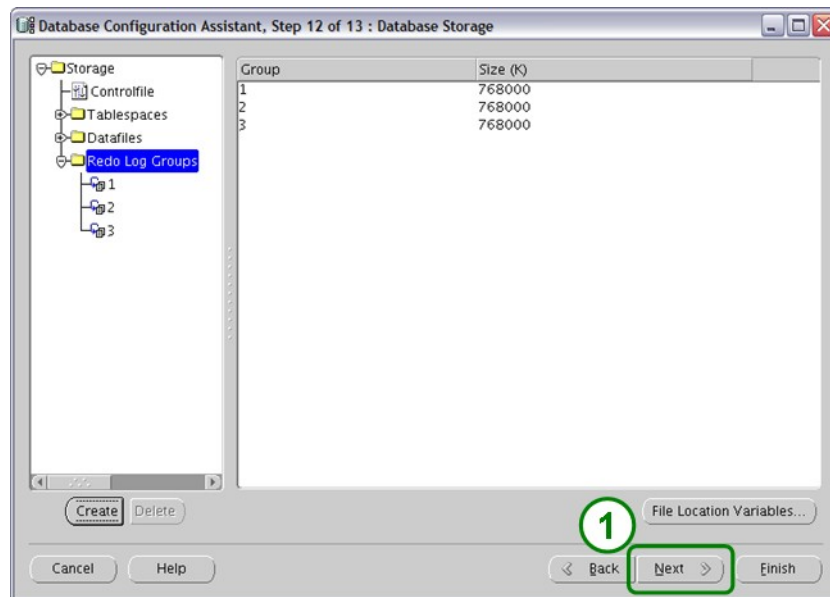 Database Configuration Assistant, Step 12 of 13 : Database Storage
Storage
Controlfile
Tablespaces
Datafiles
Redo Log Groups
1
2
3
Group Size (K)
1 768000
2 768000
3 768000
Create Delete
1
File Location Variables...
Cancel Help Back Next Finish